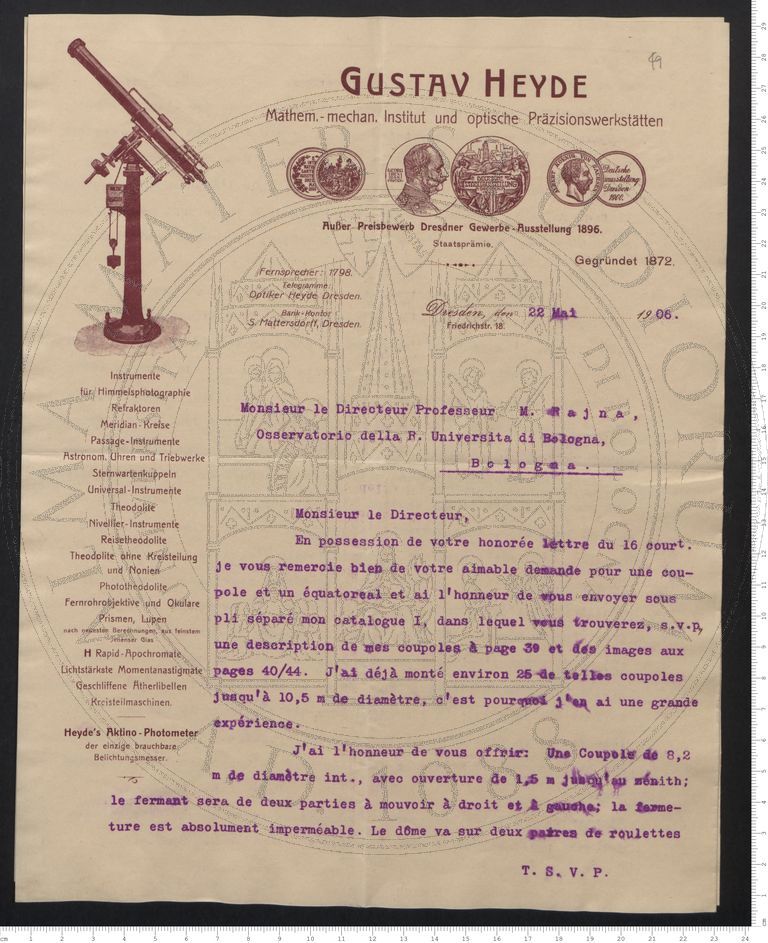 49
GUSTAV HEYDE
Mathem.-mechan. Institut und optische Präzisionswerkstätten
Deutsche
Ausstellung
Dresden
1900.
Außer Preisbewerb Dresdner Gewerbe-Ausstellung 1896.
Staatsprämie.
Gegründet 1872.
Fernsprecher: 1798.
Telegramme:
Optiker Heyde Dresden.
Bank-Kontor
S. Mattersdorff, Dresden.
Dresden, den 22 Mai 1906.
Friedrichstr. 18.
Instrumente
für Himmelsphotographie
Refraktoren
Meridian-Kreise
Passage-Instrumente
Astronom. Uhren und Triebwerke
Sternwartenkuppeln
Universal-Instrumente
Theodolite
Nivellier-Instrumente
Reisetheodolite
Theodolite ohne Kreisteilung
und Nonien
Phototheodolite
Fernrohrobjektive und Okulare
Prismen, Lupen
nach neuesten Berechnungen, aus feinstem
Jenenser Glas
H Rapid-Apochromate
Lichtstärkste Momentanastigmate
Geschliffene Ätherlibellen
Kreisteilmaschinen.
Heyde's Aktino-Photometer
der einzige brauchbare
Belichtungsmesser.
Monsieur le Directeur Professeur M. Rajna,
Osservatorio della R. Universita di Bologna,
Bologna.
Monsieur le Directeur,
En possession de votre honorée lettre du 16 court.
je vous remercie bien de votre aimable demande pour une cou-
pole et un équatoreal et ai l'honneur de vous envoyer sous
pli séparé mon catalogue I, dans lequel vous trouverez, s.v.p,
une description de mes coupoles à page 39 et des images aux
pages 40/44. J'ai déjà monté environ 25 de telles coupoles
jusqu'à 10,5 m de diamètre, c'est pourquoi j'en ai une grande
expérience.
J'ai l'honneur de vous offrir: Une Coupole de 8,2
m de diamètre int., avec ouverture de 1,5 m jusqu'au zénith;
le fermant sera de deux parties à mouvoir à droit et à gauche; la ferme-
ture est absolument imperméable. Le dôme va sur deux paires de roulettes
T. S. V. P.